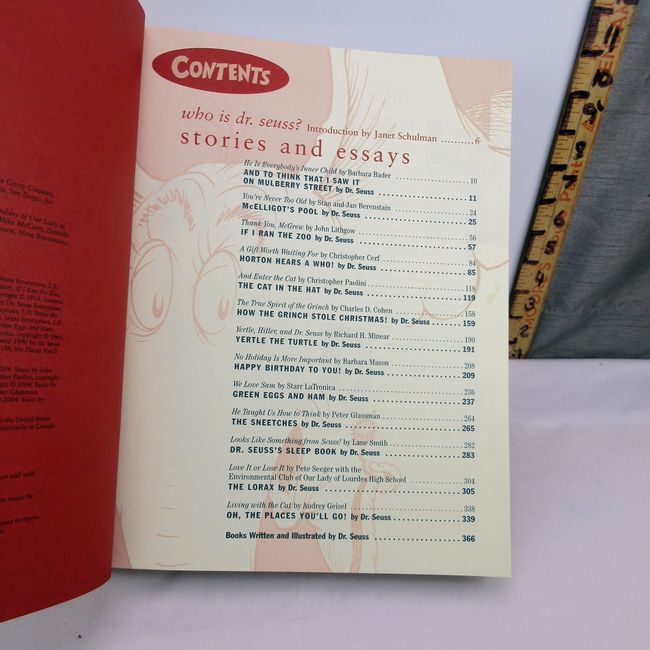 CONTENTS
who is dr. seuss? Introduction by Janet Schulman ..........6
stories and essays
He Is Everybody's Inner Child by Barbara Bader ..........10
AND TO THINK THAT I SAW IT
ON MULBERRY STREET by Dr. Seuss ..........11
You're Never Too Old by Stan and Jan Berenstain ..........24
McELLIGOT'S POOL by Dr. Seuss ..........25
Thank You, McGrew by John Lithgow ..........56
IF I RAN THE ZOO by Dr. Seuss ..........57
A Gift Worth Waiting For by Christopher Cerf ..........84
HORTON HEARS A WHO! by Dr. Seuss ..........85
And Enter the Cat by Christopher Paolini ..........118
THE CAT IN THE HAT by Dr. Seuss ..........119
The True Spirit of the Grinch by Charles D. Cohen ..........158
HOW THE GRINCH STOLE CHRISTMAS! by Dr. Seuss ..........159
Yertle, Hitler, and Dr. Seuss by Richard H. Minear ..........190
YERTLE THE TURTLE by Dr. Seuss ..........191
No Holiday Is More Important by Barbara Mason ..........208
HAPPY BIRTHDAY TO YOU! by Dr. Seuss ..........209
We Love Sam by Starr LaTronica ..........236
GREEN EGGS AND HAM by Dr. Seuss ..........237
He Taught Us How to Think by Peter Glassman ..........264
THE SNEETCHES by Dr. Seuss ..........265
Looks Like Something from Seuss! by Lane Smith ..........282
DR. SEUSS'S SLEEP BOOK by Dr. Seuss ..........283
Love It or Lose It by Pete Seeger with the
Environmental Club of Our Lady of Lourdes High School ..........304
THE LORAX by Dr. Seuss ..........305
Living with the Cat by Audrey Geisel ..........338
OH, THE PLACES YOU'LL GO! by Dr. Seuss ..........339
Books Written and Illustrated by Dr. Seuss ..........366